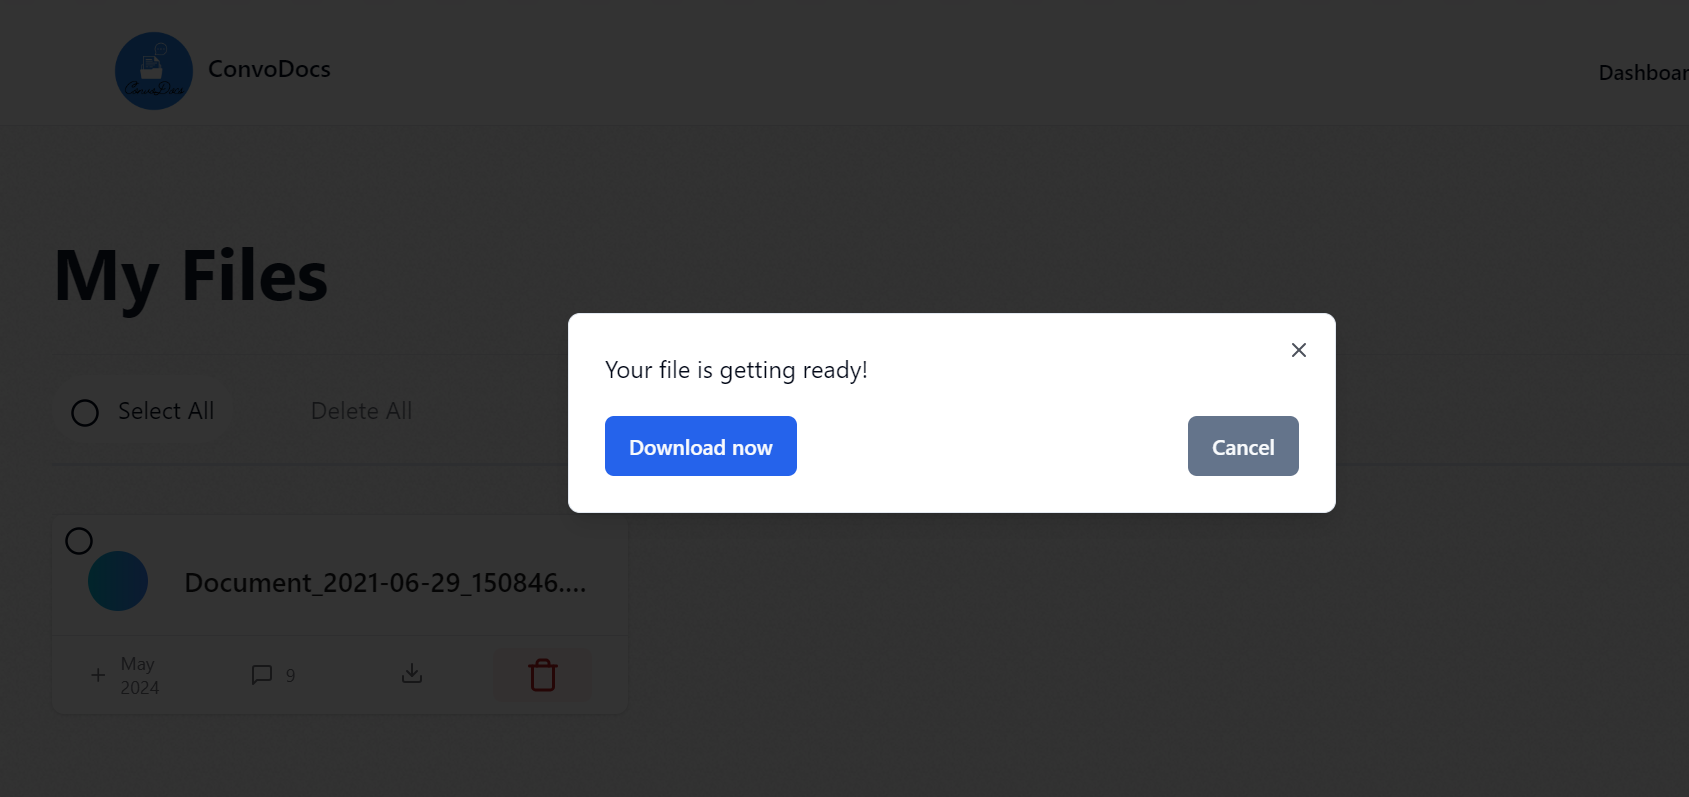 ConvoDocs
ConvoDocs
Dashboar
My Files
Your file is getting ready!
Select All
Delete All
Download now
Cancel
Document_2021-06-29_150846....
May
2024
9